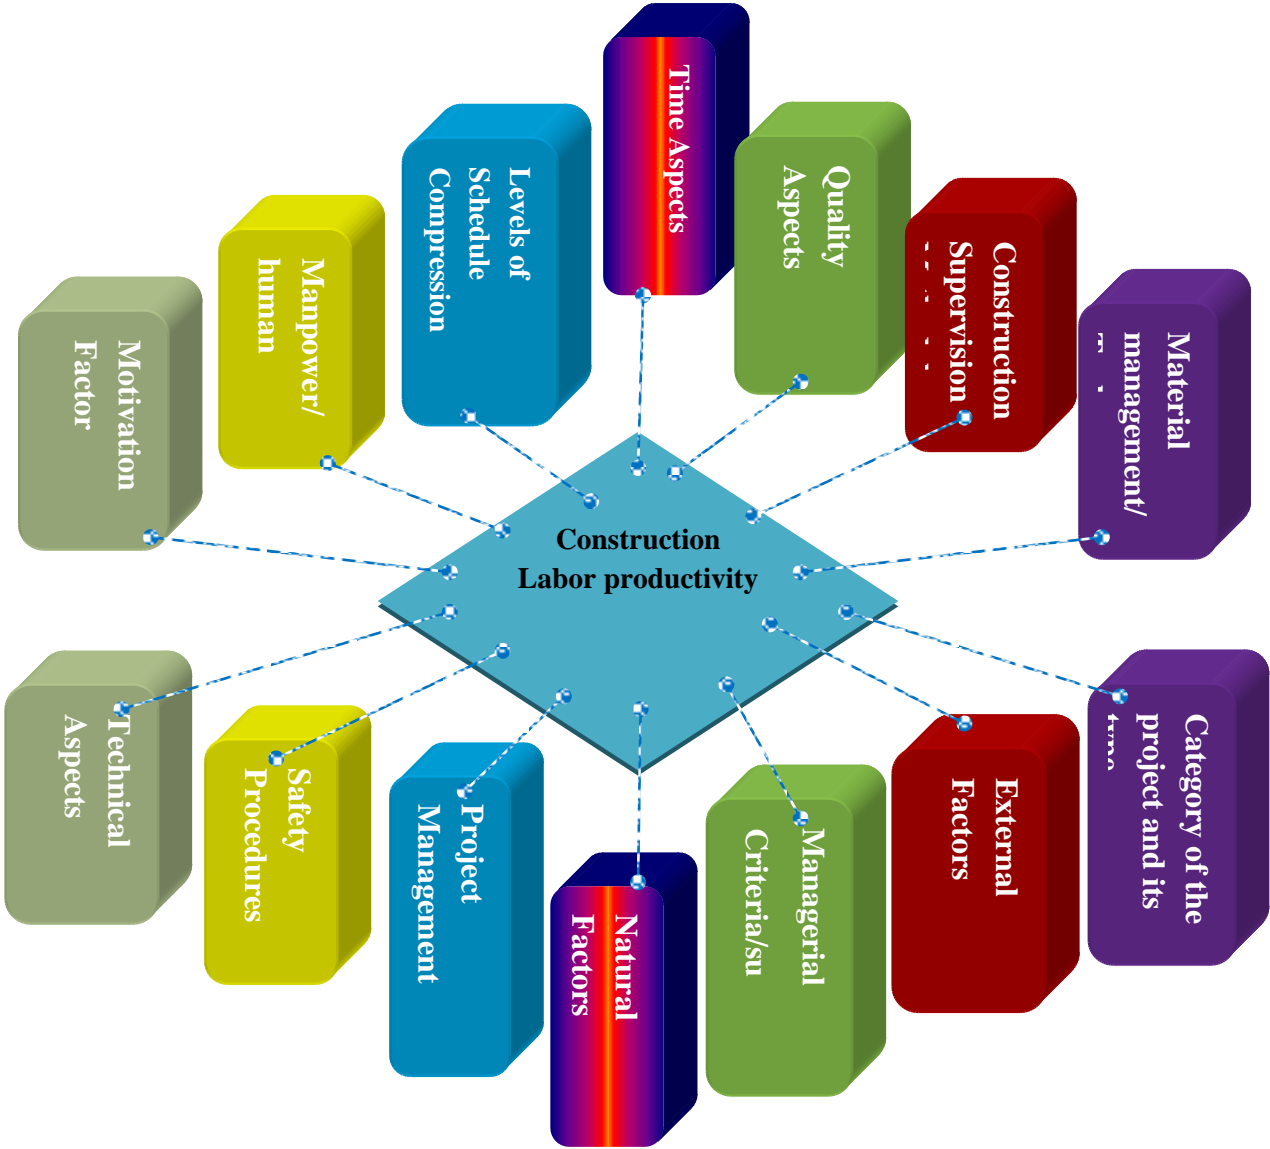 Time Aspects
Levels of
Schedule
Compression
Quality
Aspects
Manpower/
human
Construction
Supervision
Motivation
Factor
Material
management/
Construction
Labor productivity
Technical
Aspects
Safety
Procedures
Project
Management
Natural
Factors
Managerial
Criteria/su
External
Factors
Category of the
project and its